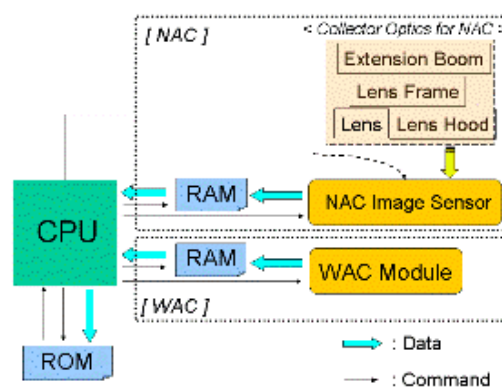 [ NAC ]
< Collector Optics for NAC >
Extension Boom
Lens Frame
Lens
Lens Hood
RAM
NAC Image Sensor
CPU
RAM
WAC Module
[ WAC ]
ROM
: Data
: Command